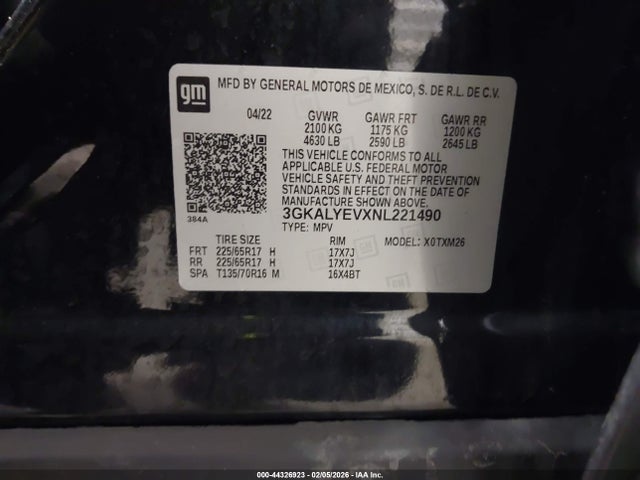 gm
MFD BY GENERAL MOTORS DE MEXICO, S. DE R.L. DE C.V.
04/22 GVWR GAWR FRT GAWR RR
2100 KG 1175 KG 1200 KG
4630 LB 2590 LB 2645 LB
THIS VEHICLE CONFORMS TO ALL
APPLICABLE U.S. FEDERAL MOTOR
VEHICLE SAFETY AND THEFT PREVENTION
STANDARDS IN EFFECT ON THE DATE OF
MANUFACTURE SHOWN ABOVE.
384A
3GKALYEVXNL221490
TYPE: MPV
TIRE SIZE RIM MODEL: X0TXM26
FRT 225/65R17 H 17X7J
RR 225/65R17 H 17X7J
SPA T135/70R16 M 16X4BT
000-44326923 - 02/05/2026 - IAA Inc.